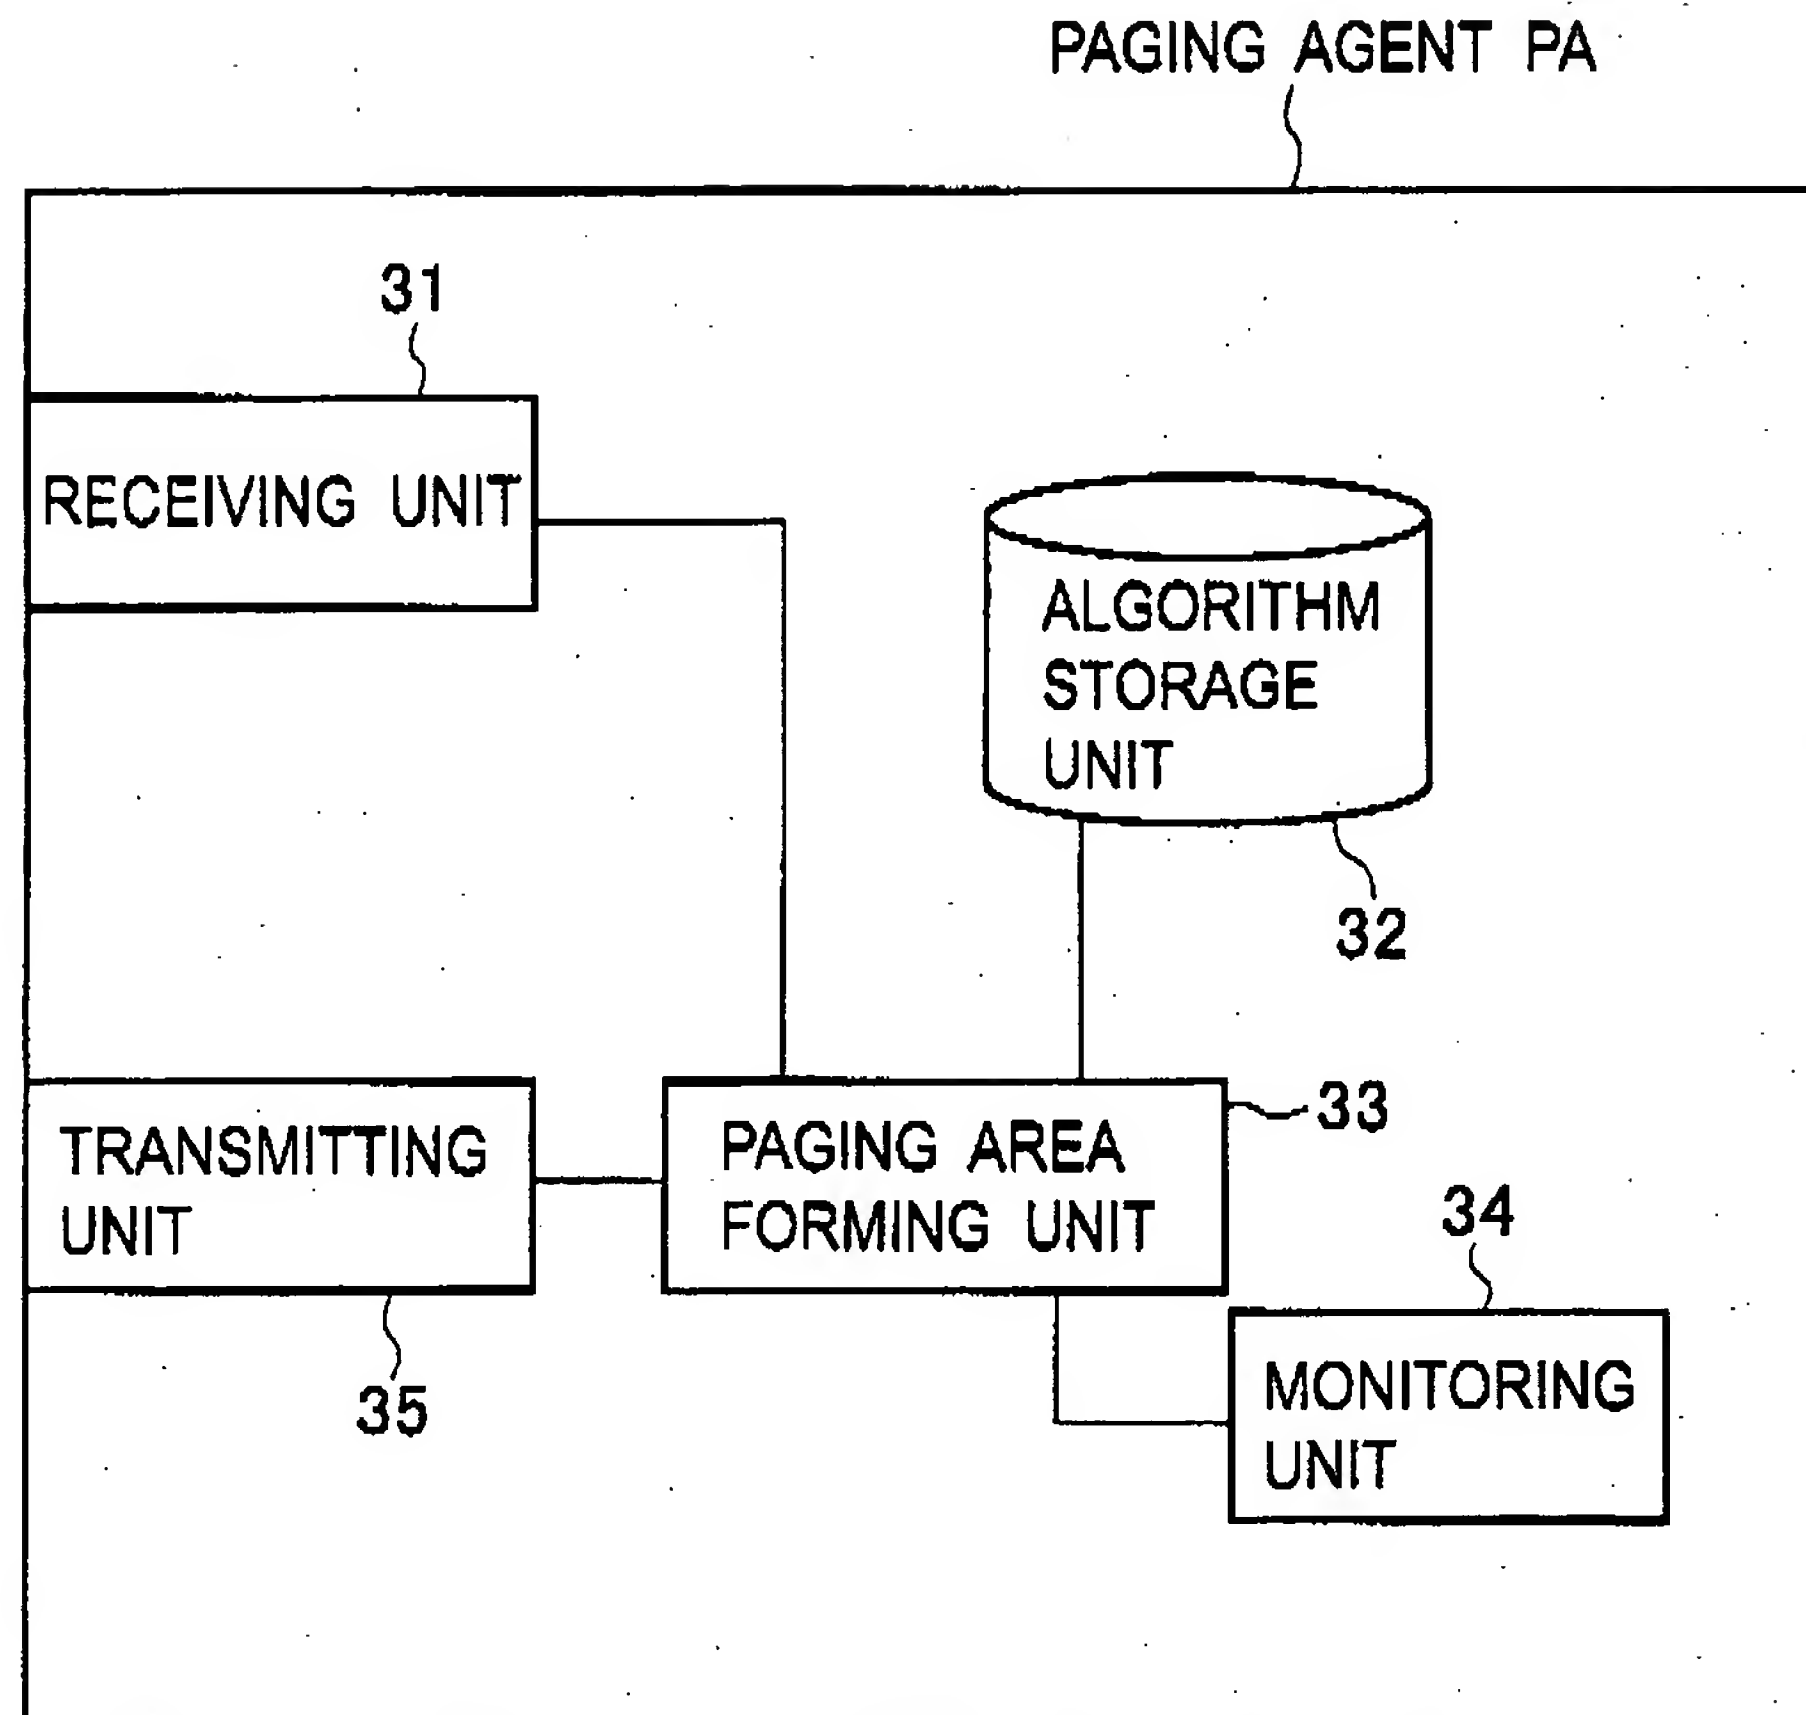 PAGING AGENT PA
31
RECEIVING UNIT
ALGORITHM
STORAGE
UNIT
32
TRANSMITTING
UNIT
35
PAGING AREA
FORMING UNIT
33
34
MONITORING
UNIT